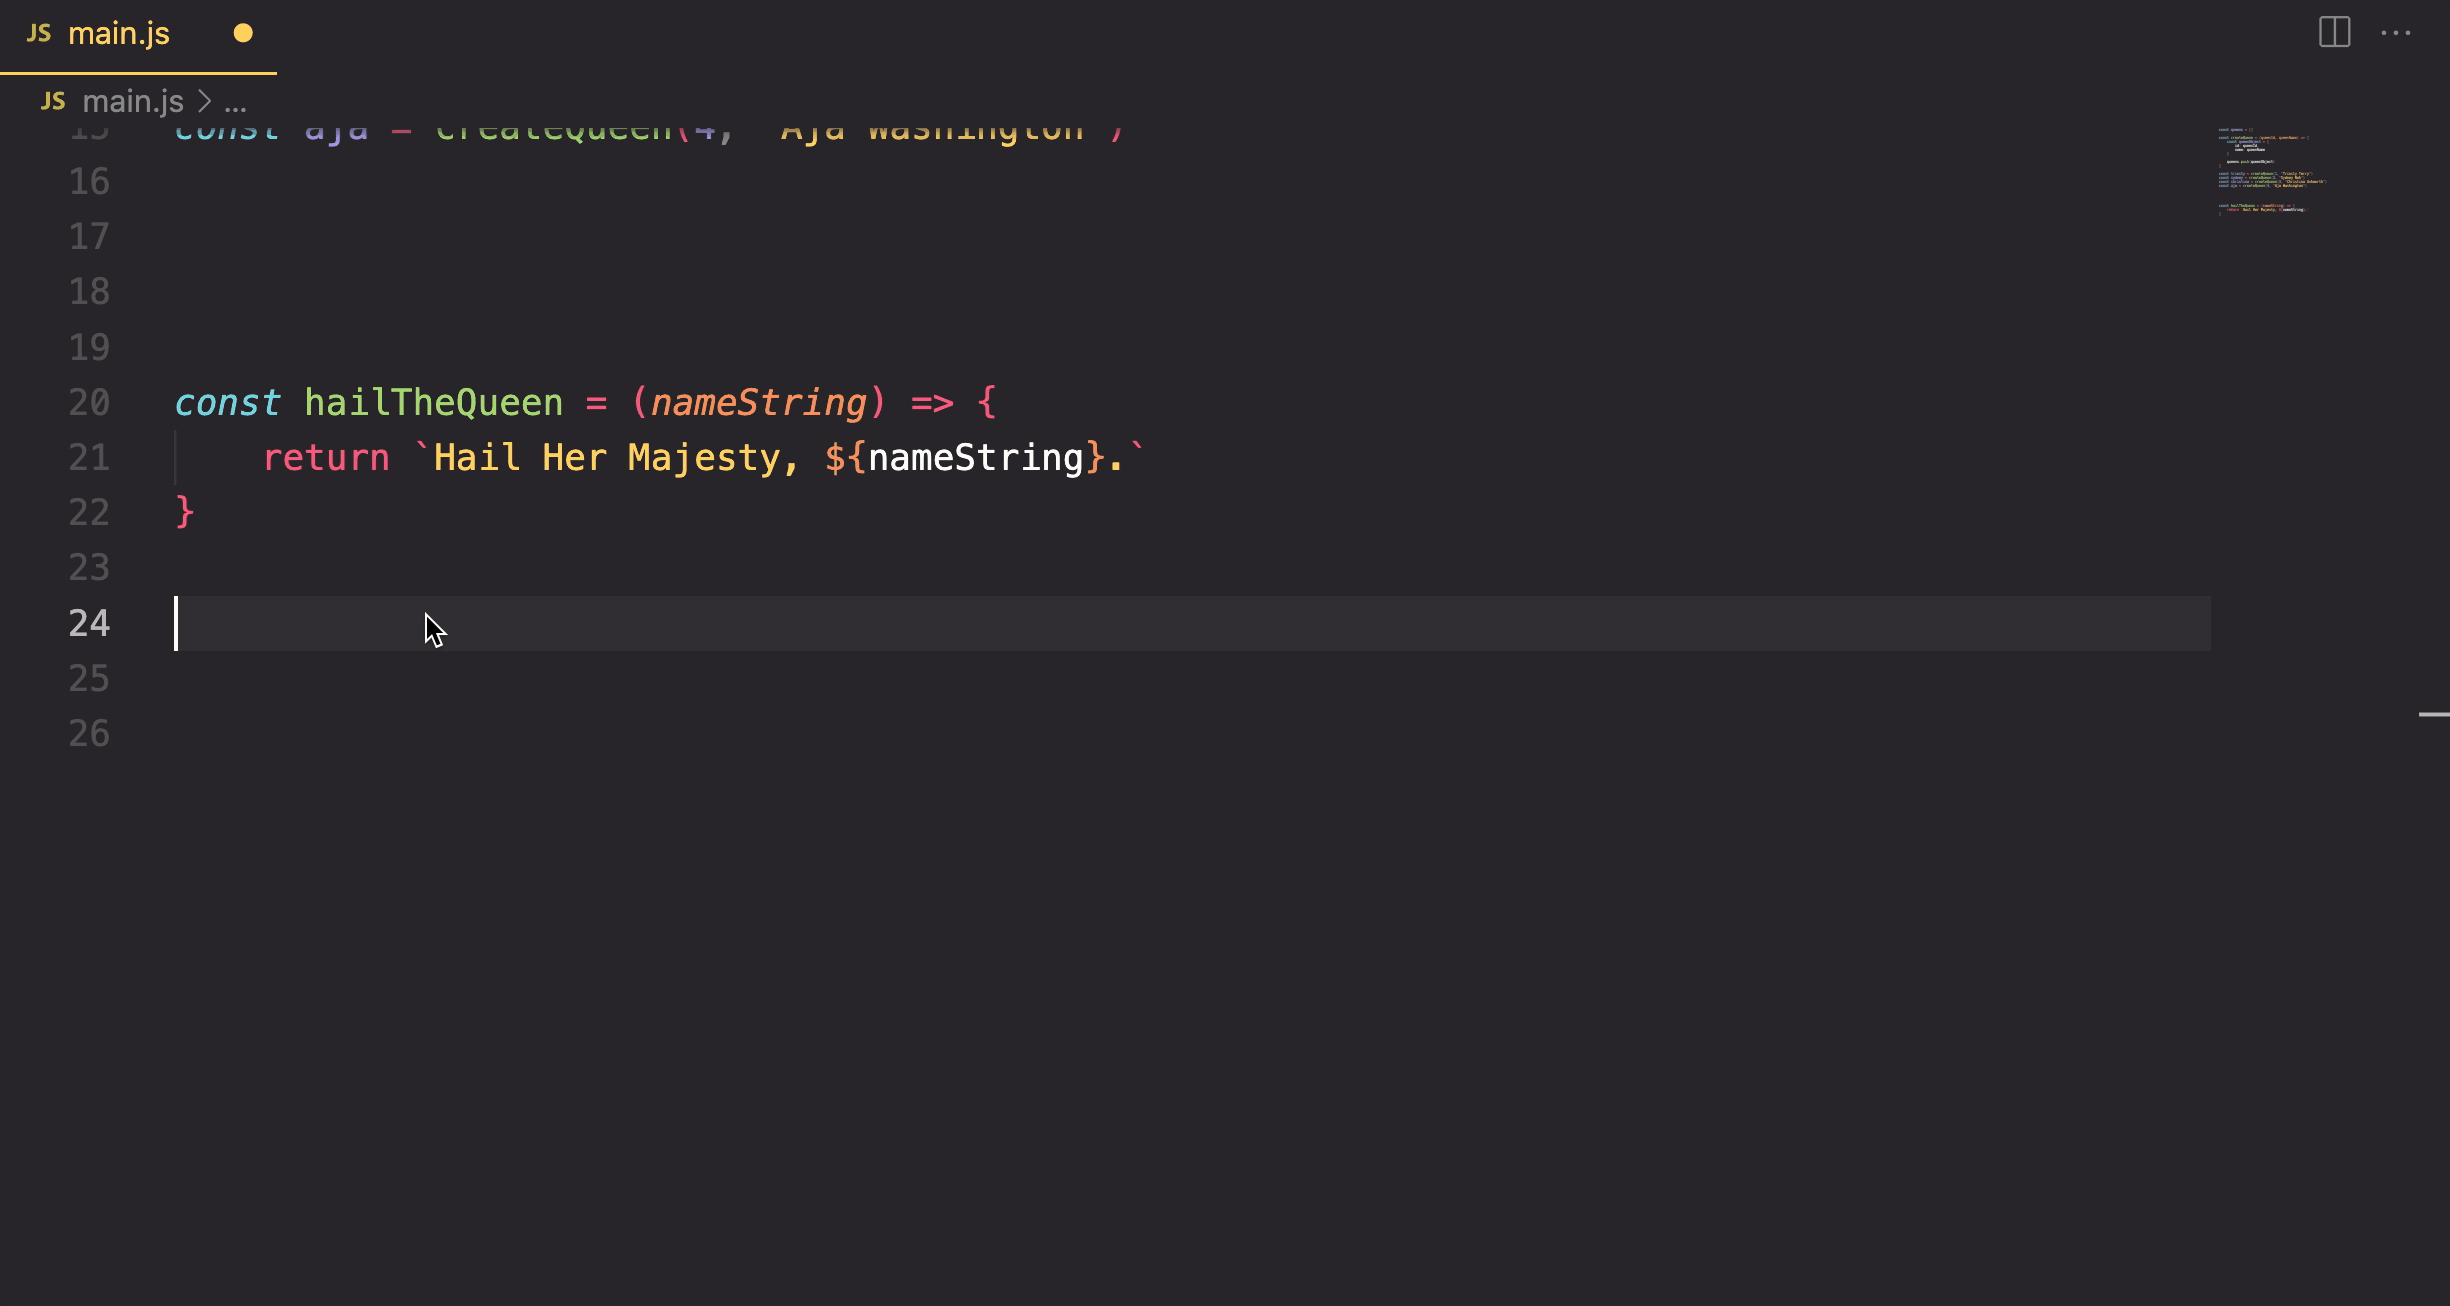 JS main.js
JS main.js > ...
15 const aja = createQueen(4, "Aja Washington")
16
17
18
19
20 const hailTheQueen = (nameString) => {
21 return `Hail Her Majesty, ${nameString}.`
22 }
23
24
25
26